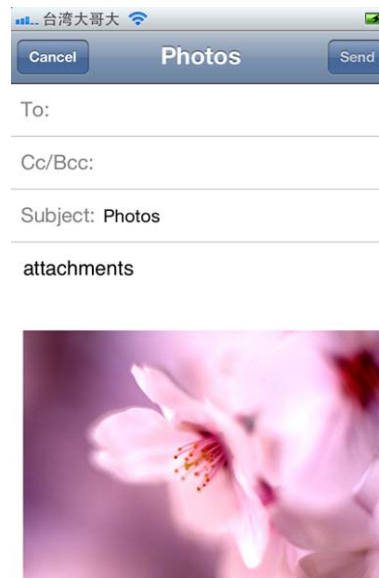 ...台湾大哥大
Cancel Photos Send
To:
Cc/Bcc:
Subject: Photos
attachments